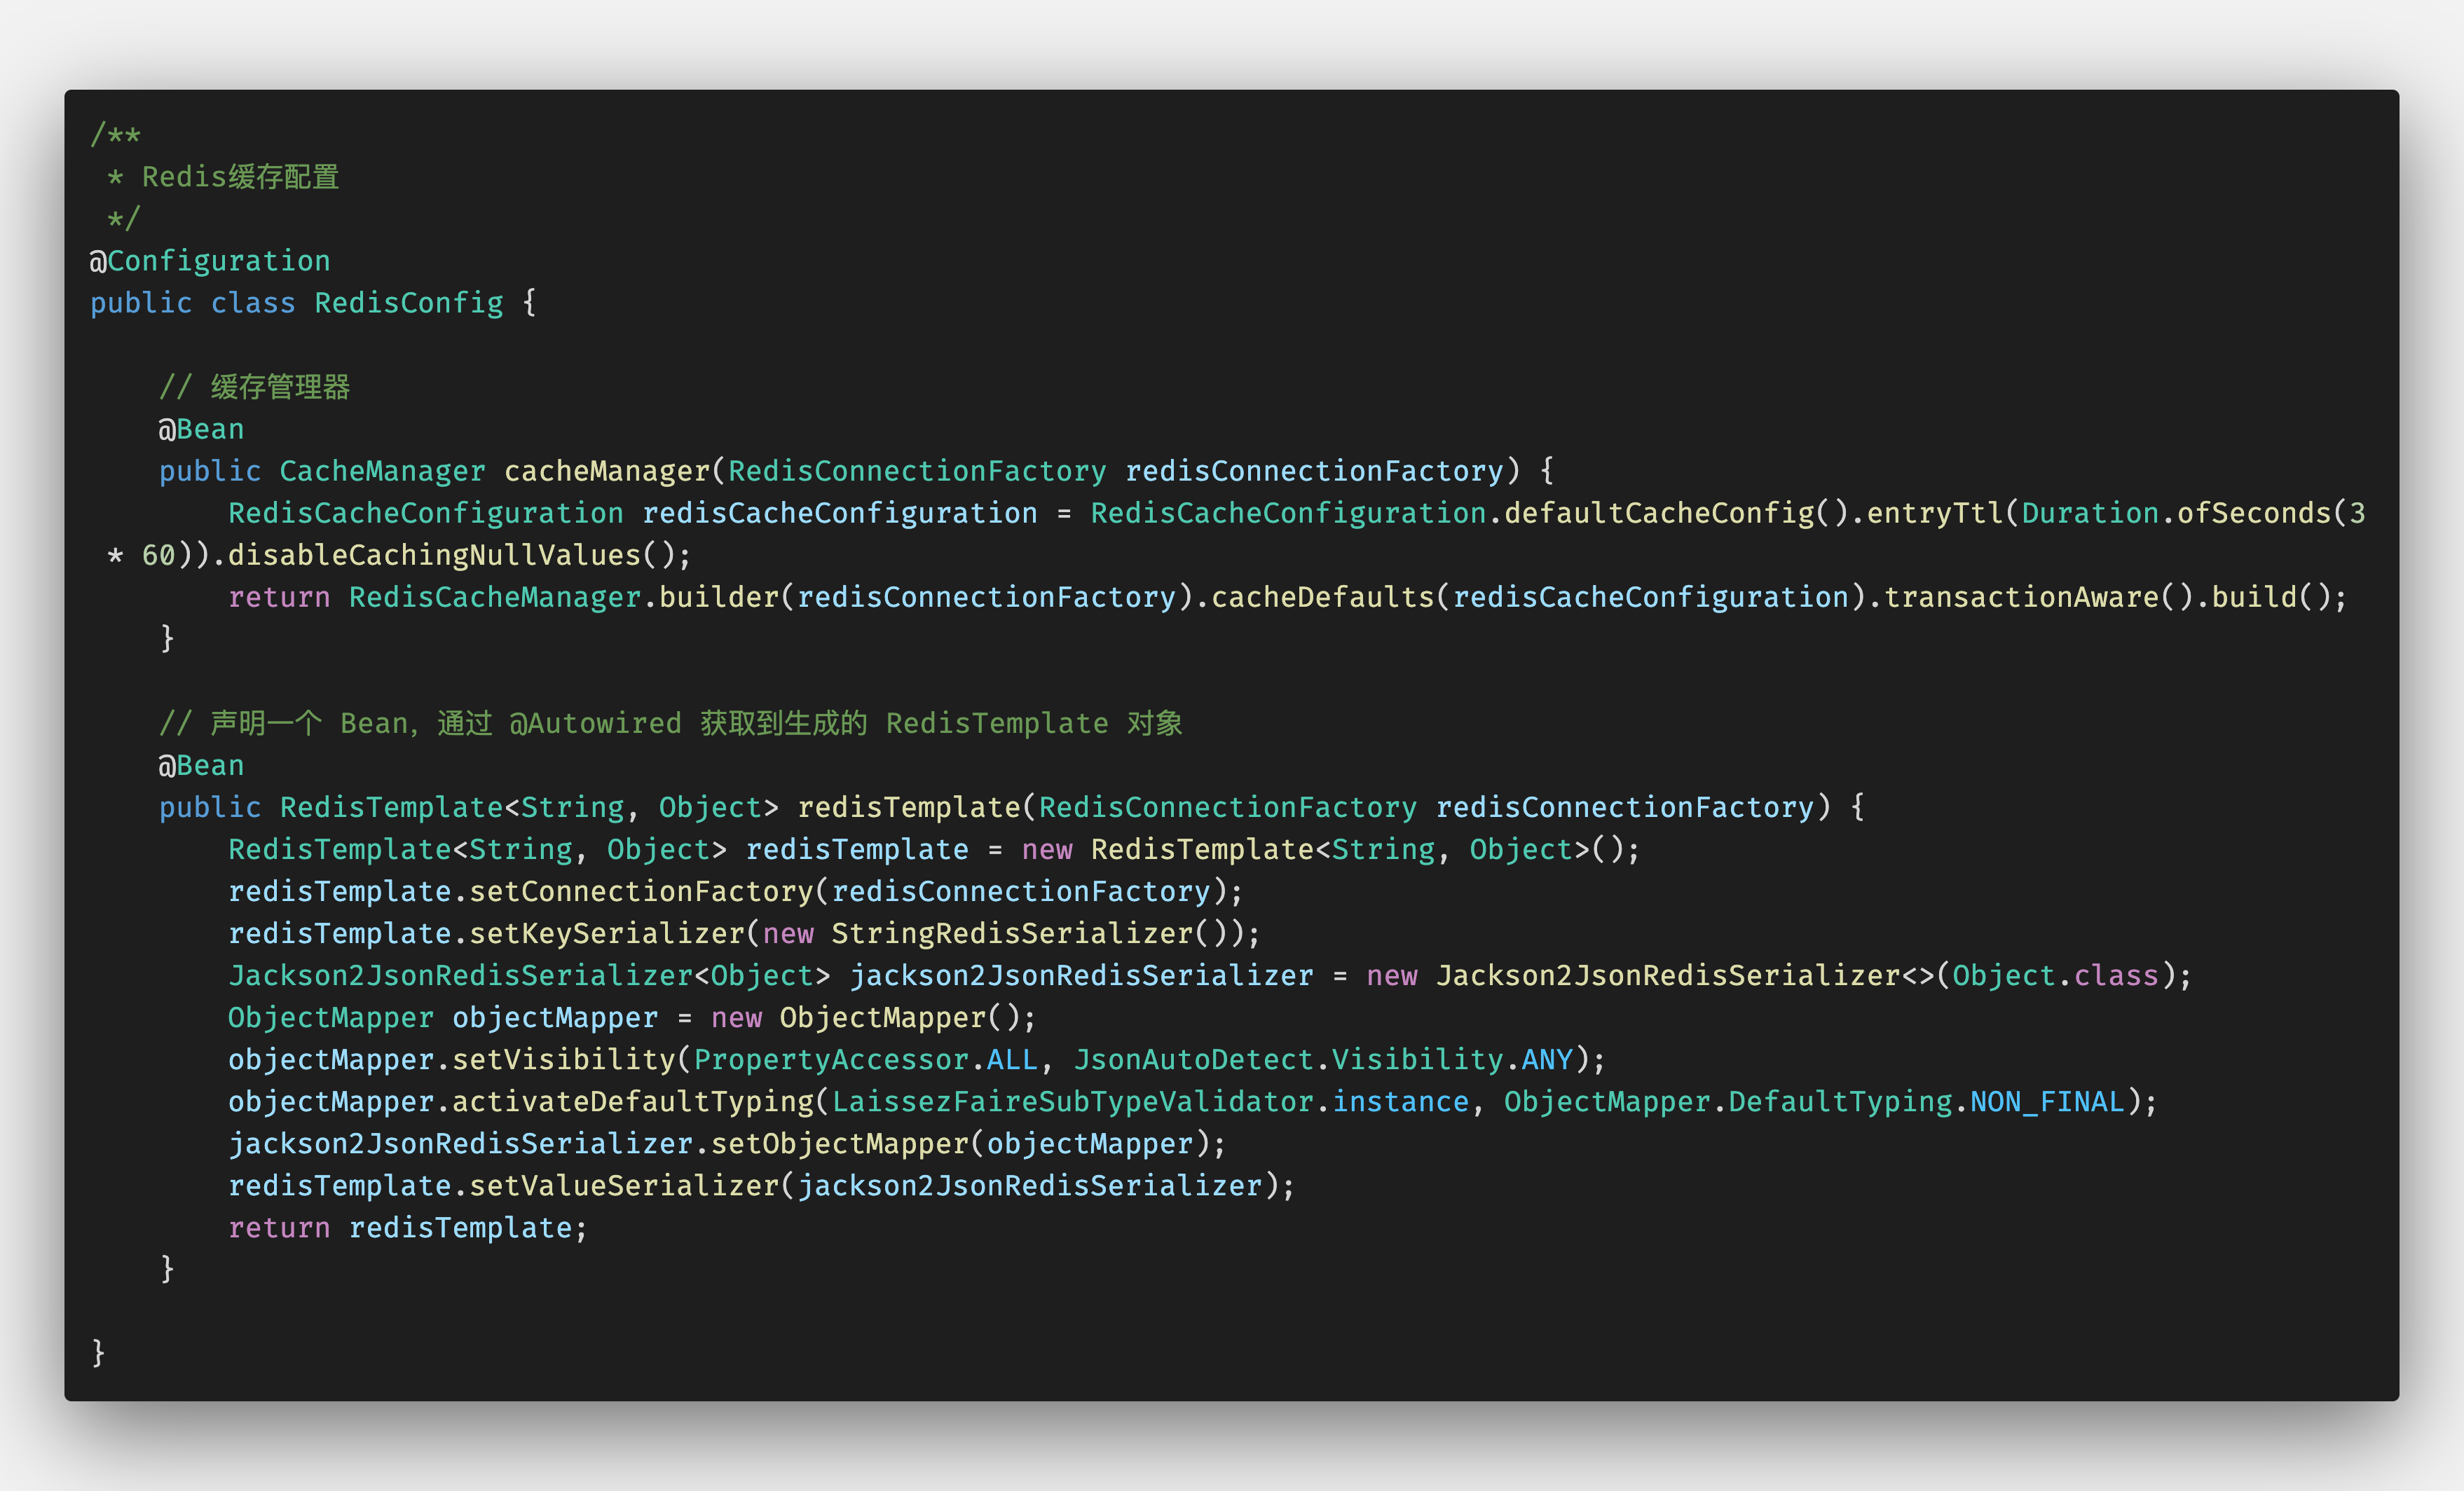 /**
 * Redis缓存配置
 */
@Configuration
public class RedisConfig {

    // 缓存管理器
    @Bean
    public CacheManager cacheManager(RedisConnectionFactory redisConnectionFactory) {
        RedisCacheConfiguration redisCacheConfiguration = RedisCacheConfiguration.defaultCacheConfig().entryTtl(Duration.ofSeconds(3
 * 60)).disableCachingNullValues();
        return RedisCacheManager.builder(redisConnectionFactory).cacheDefaults(redisCacheConfiguration).transactionAware().build();
    }

    // 声明一个 Bean，通过 @Autowired 获取到生成的 RedisTemplate 对象
    @Bean
    public RedisTemplate<String, Object> redisTemplate(RedisConnectionFactory redisConnectionFactory) {
        RedisTemplate<String, Object> redisTemplate = new RedisTemplate<String, Object>();
        redisTemplate.setConnectionFactory(redisConnectionFactory);
        redisTemplate.setKeySerializer(new StringRedisSerializer());
        Jackson2JsonRedisSerializer<Object> jackson2JsonRedisSerializer = new Jackson2JsonRedisSerializer<>(Object.class);
        ObjectMapper objectMapper = new ObjectMapper();
        objectMapper.setVisibility(PropertyAccessor.ALL, JsonAutoDetect.Visibility.ANY);
        objectMapper.activateDefaultTyping(LaissezFaireSubTypeValidator.instance, ObjectMapper.DefaultTyping.NON_FINAL);
        jackson2JsonRedisSerializer.setObjectMapper(objectMapper);
        redisTemplate.setValueSerializer(jackson2JsonRedisSerializer);
        return redisTemplate;
    }

}